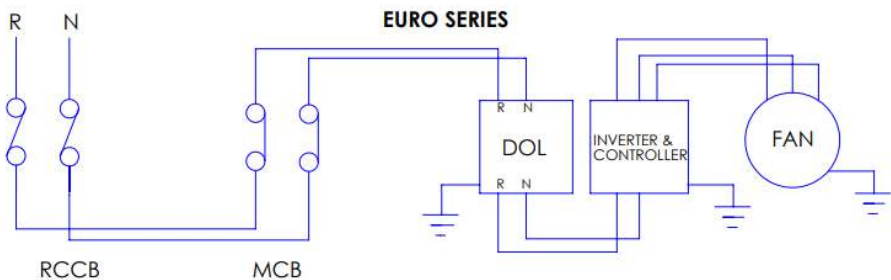 EURO SERIES
R N
R N
DOL
R N
INVERTER &
CONTROLLER
FAN
RCCB MCB